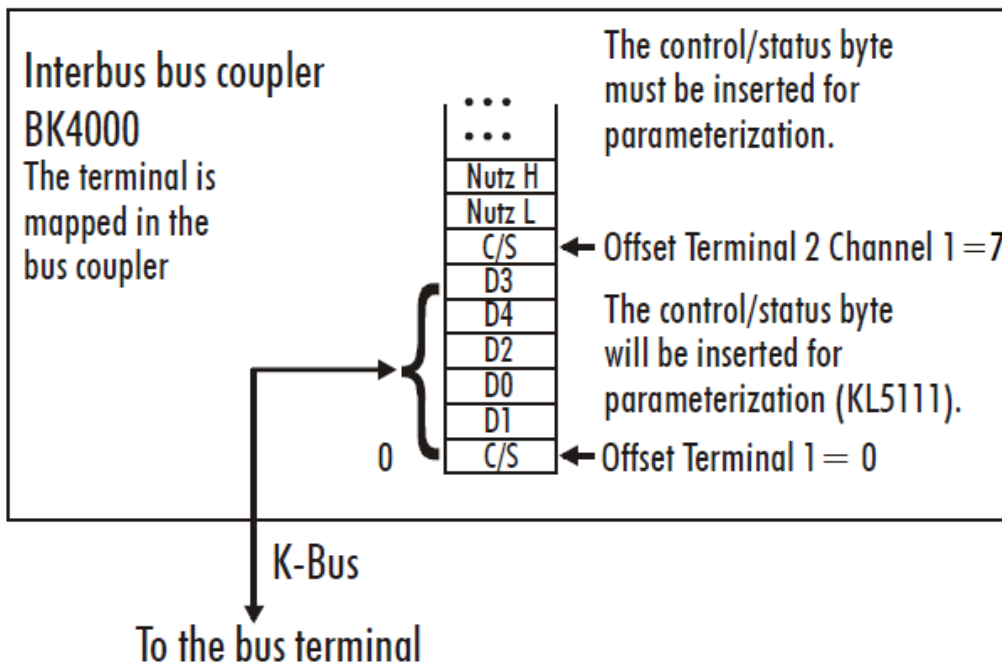 Interbus bus coupler
BK4000
The terminal is
mapped in the
bus coupler
The control/status byte
must be inserted for
parameterization.
•••
•••
Nutz H
Nutz L
C/S
D3
D4
D2
D0
D1
C/S
0
Offset Terminal 2 Channel 1=7
The control/status byte
will be inserted for
parameterization (KL5111).
Offset Terminal 1= 0
K-Bus
To the bus terminal